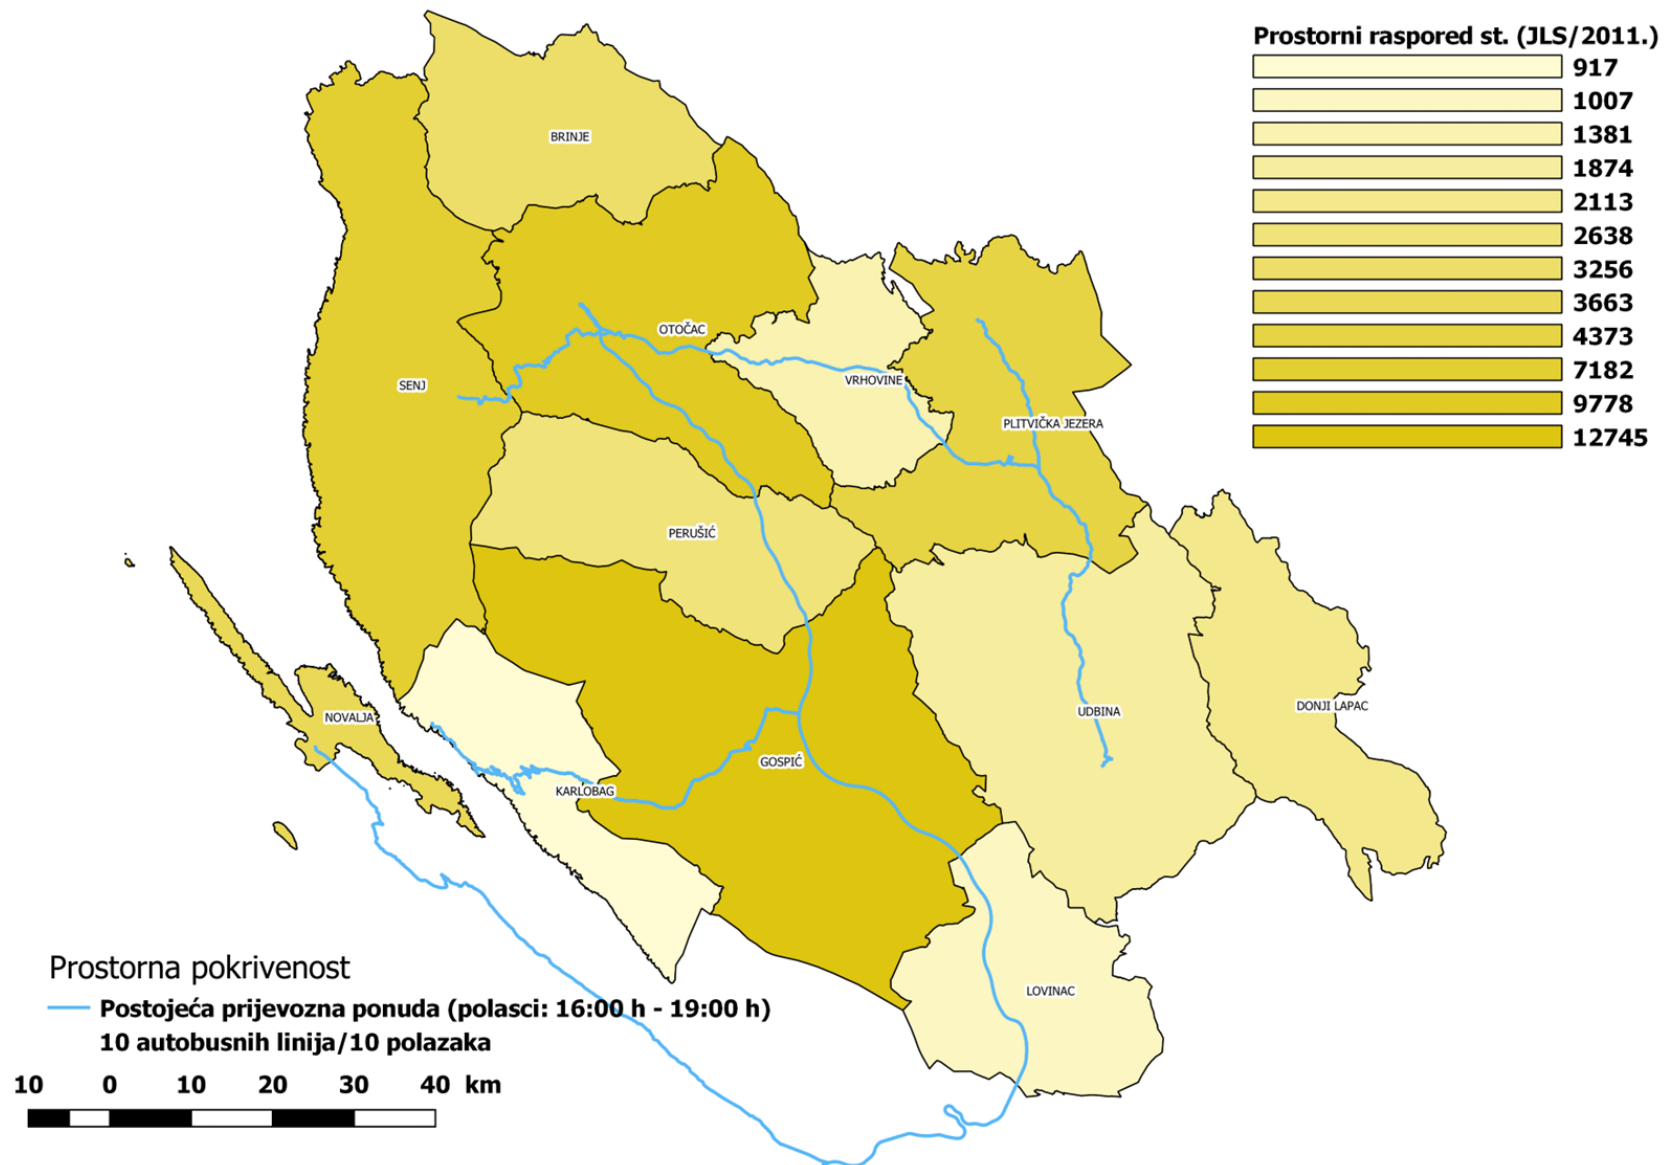 Prostorni raspored st. (JLS/2011.)
917
1007
1381
1874
2113
2638
3256
3663
4373
7182
9778
12745
BRINJE
OTOČAC
SENJ
VRHOVINE
PLITVIČKA JEZERA
PERUŠIĆ
NOVALJA
UDBINA
DONJI LAPAC
GOSPIĆ
KARLOBAG
LOVINAC
Prostorna pokrivenost
Postojeća prijevozna ponuda (polasci: 16:00 h - 19:00 h)
10 autobusnih linija/10 polazaka
10 0 10 20 30 40 km